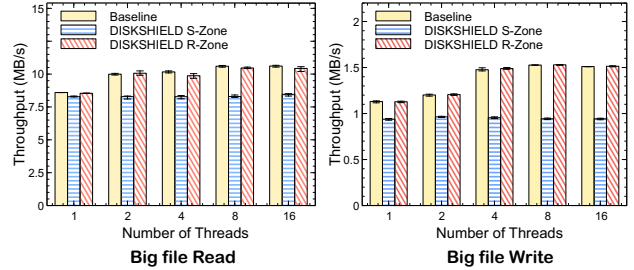 Throughput (MB/s)
15
12.5
10
7.5
5
2.5
0
Baseline
DISKSHIELD S-Zone
DISKSHIELD R-Zone
1 2 4 8 16
Number of Threads
Big file Read
Throughput (MB/s)
2
1.5
1
0.5
0
Baseline
DISKSHIELD S-Zone
DISKSHIELD R-Zone
1 2 4 8 16
Number of Threads
Big file Write